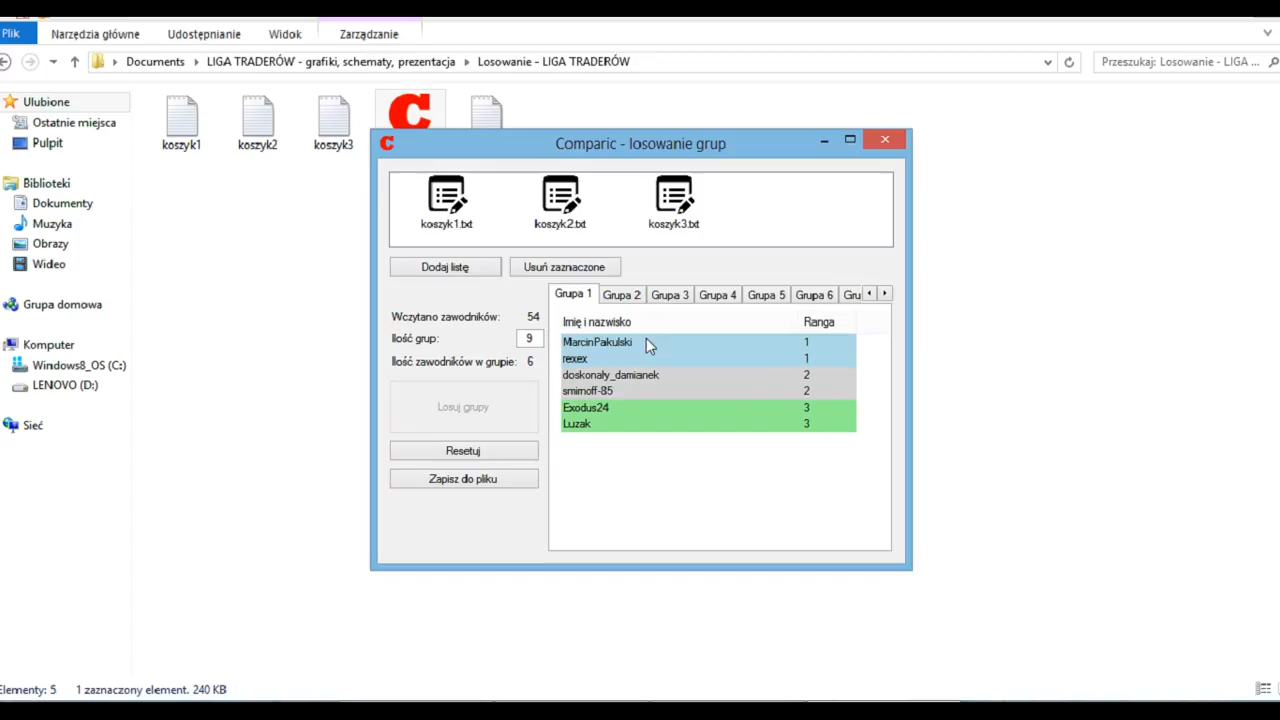 Plik
Narzędzia główne
Udostępnianie
Widok
Zarządzanie
Documents
LIGA TRADERÓW - grafiki, schematy, prezentacja
Losowanie - LIGA TRADERÓW
Przeszukaj: Losowanie - LIGA ...
Ulubione
Ostatnie miejsca
Pulpit
Biblioteki
Dokumenty
Muzyka
Obrazy
Wideo
Grupa domowa
Komputer
Windows8_OS (C:)
LENOVO (D:)
Sieć
koszyk1
koszyk2
koszyk3
C
C
Comparic - losowanie grup
koszyk1.txt
koszyk2.txt
koszyk3.txt
Dodaj listę
Usuń zaznaczone
Wczytano zawodników: 54
Ilość grup: 9
Ilość zawodników w grupie: 6
Losuj grupy
Resetuj
Zapisz do pliku
Grupa 1
Grupa 2
Grupa 3
Grupa 4
Grupa 5
Grupa 6
Gru
Imię i nazwisko Ranga
MarcinPakulski 1
rexex 1
doskonały_damianek 2
smirnoff-85 2
Exodus24 3
Luzak 3
Elementy: 5
1 zaznaczony element. 240 KB